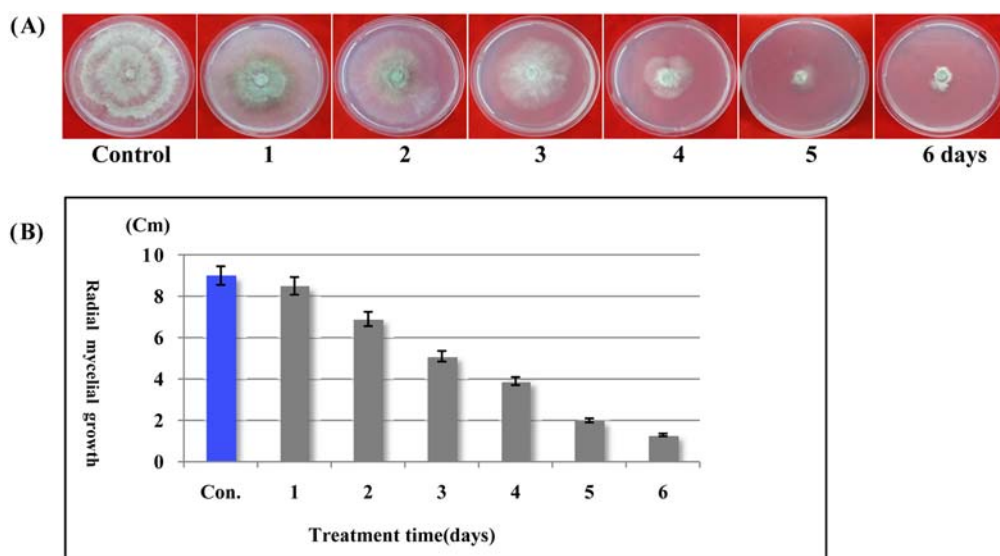 (A)
Control 1 2 3 4 5 6 days
(B)
(Cm)
Radial mycelial growth
10
8
6
4
2
0
Con. 1 2 3 4 5 6
Treatment time(days)